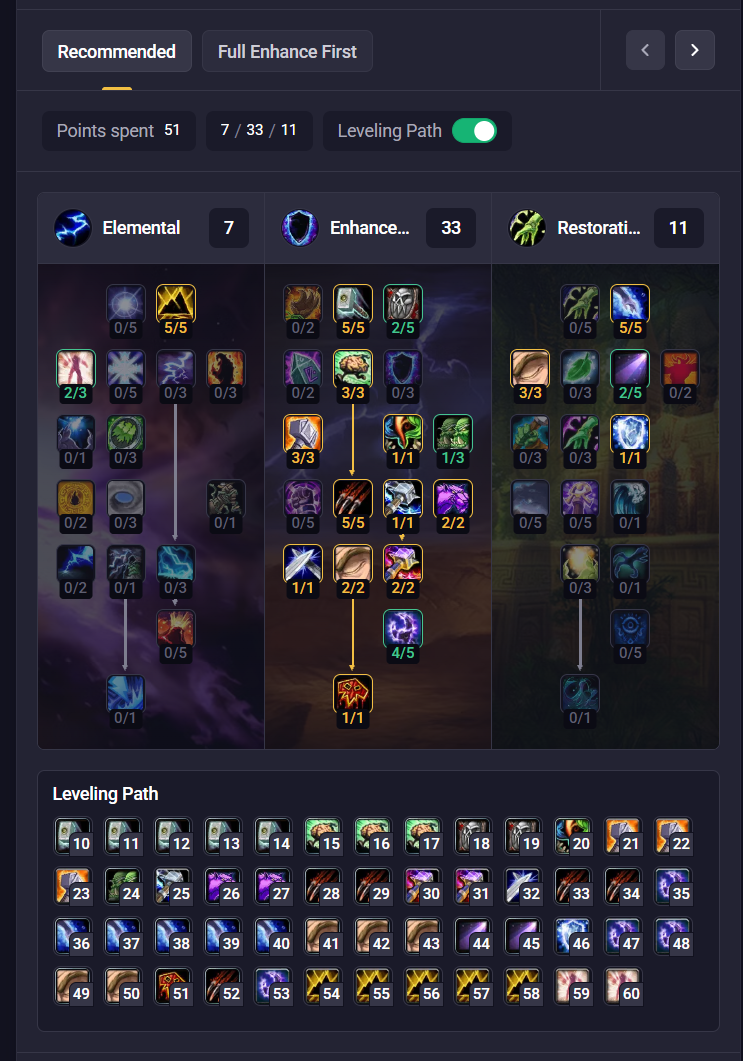 Recommended Full Enhance First
Points spent 51 7 / 33 / 11 Leveling Path
Elemental 7 Enhance... 33 Restorati... 11
0/5 5/5 0/2 5/5 2/5 0/5 5/5
2/3 0/5 0/3 0/3 0/2 3/3 0/3 3/3 0/3 2/5 0/2
0/1 0/3 3/3 1/1 1/3 0/3 0/3 1/1
0/2 0/3 0/1 0/5 5/5 1/1 2/2 0/5 0/5 0/1
0/2 0/1 0/3 1/1 2/2 2/2 0/3 0/1
0/5 4/5 0/5
0/1 1/1 0/1
Leveling Path
10 11 12 13 14 15 16 17 18 19 20 21 22
23 24 25 26 27 28 29 30 31 32 33 34 35
36 37 38 39 40 41 42 43 44 45 46 47 48
49 50 51 52 53 54 55 56 57 58 59 60